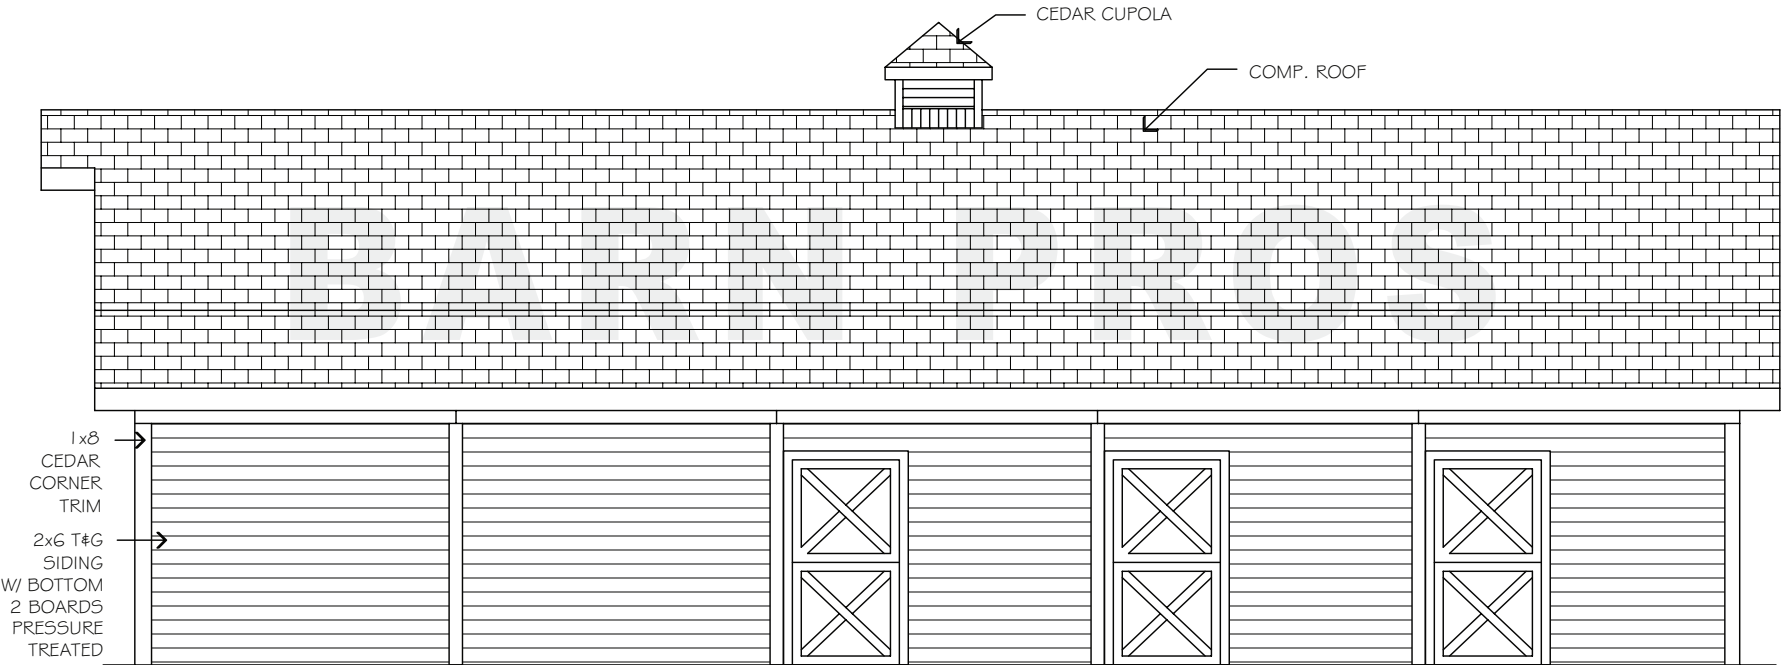 CEDAR CUPOLA
COMP. ROOF
BARN PROS
1x8
CEDAR
CORNER
TRIM
2x6 T&G
SIDING
W/ BOTTOM
2 BOARDS
PRESSURE
TREATED